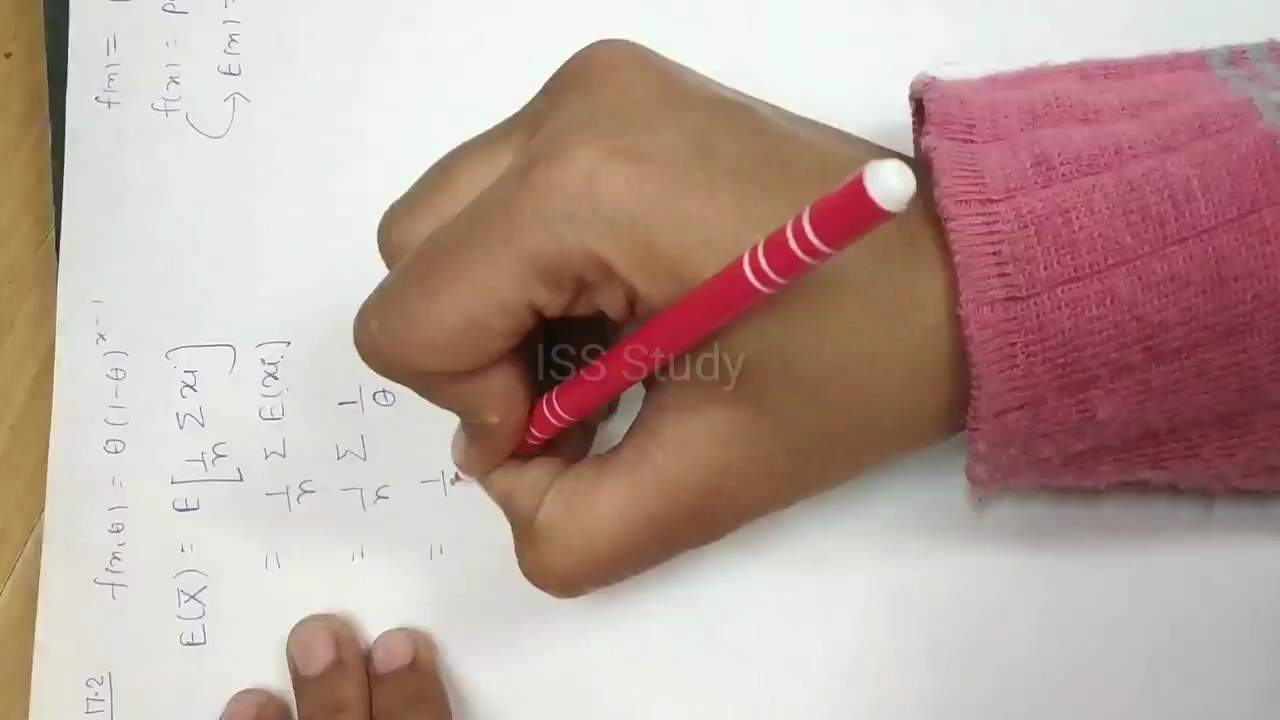 17.2
f(x,θ) = θ(1-θ)^{x-1}
E(X̄) = E[1/n Σ xi]
= 1/n Σ E(xi)
= 1/n Σ 1/θ
= 1/n
f(x) =
f(x) = p
→ E(x) =
ISS Study